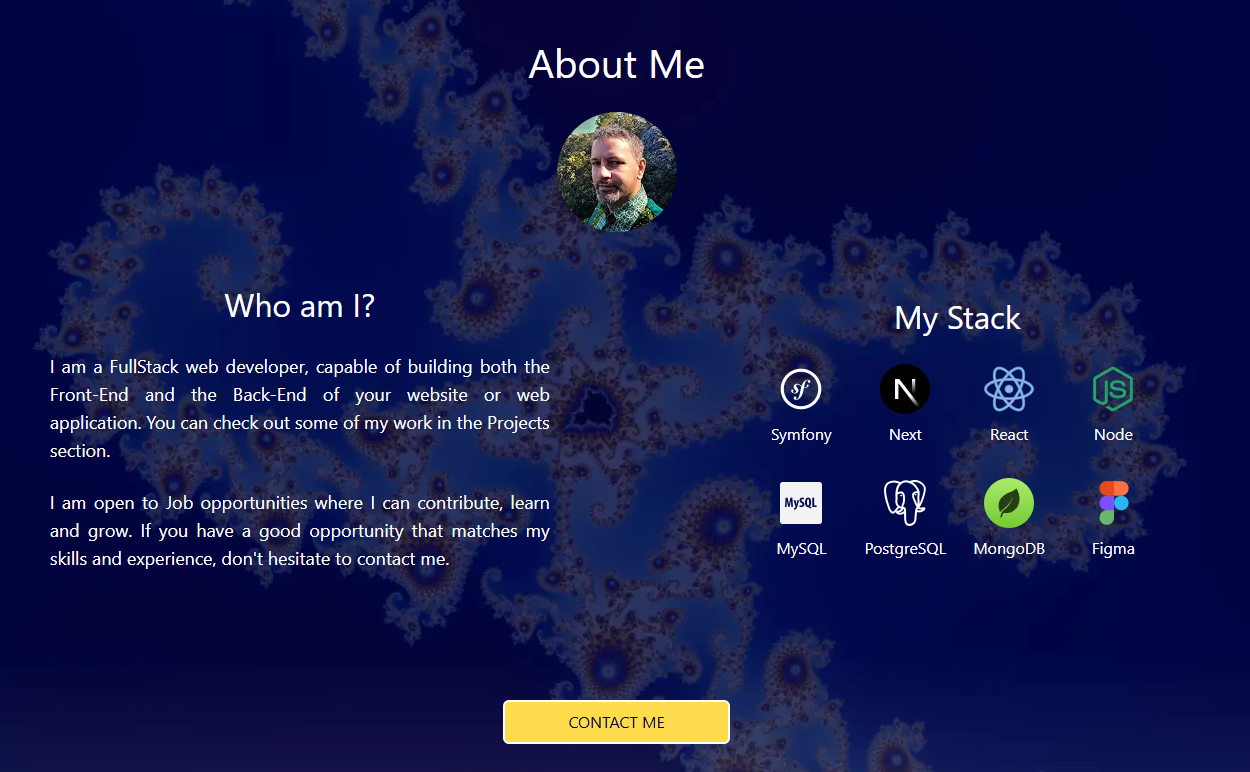 About Me
Who am I?
I am a FullStack web developer, capable of building both the
Front-End and the Back-End of your website or web
application. You can check out some of my work in the Projects
section.
I am open to Job opportunities where I can contribute, learn
and grow. If you have a good opportunity that matches my
skills and experience, don't hesitate to contact me.
My Stack
sf
N
JS
Symfony
Next
React
Node
MySQL
MySQL
PostgreSQL
MongoDB
Figma
CONTACT ME